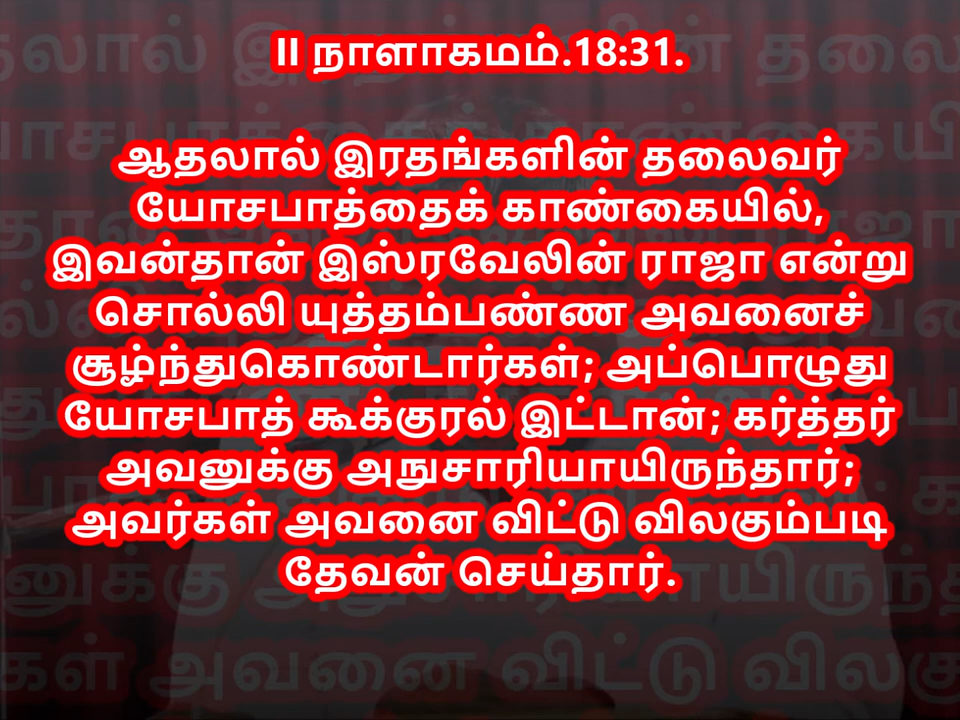 II நாளாகமம்.18:31.
ஆதலால் இரதங்களின் தலைவர்
யோசபாத்தைக் காண்கையில்,
இவன்தான் இஸ்ரவேலின் ராஜா என்று
சொல்லி யுத்தம்பண்ண அவனைச்
சூழ்ந்துகொண்டார்கள்; அப்பொழுது
யோசபாத் கூக்குரல் இட்டான்; கர்த்தர்
அவனுக்கு அநுசாரியாயிருந்தார்;
அவர்கள் அவனை விட்டு விலகும்படி
தேவன் செய்தார்.